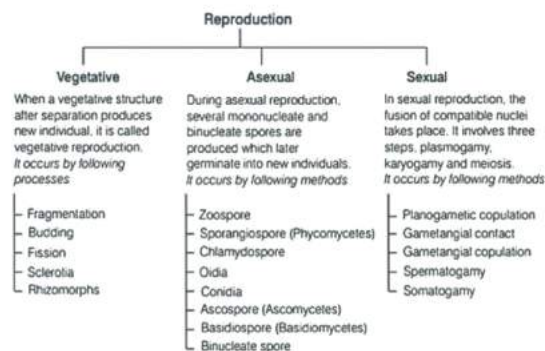 Reproduction
Vegetative
When a vegetative structure
after separation produces
new individual, it is called
vegetative reproduction.
It occurs by following
processes
Fragmentation
Budding
Fission
Sclerotia
Rhizomorphs
Asexual
During asexual reproduction,
several mononucleate and
binucleate spores are
produced which later
germinate into new individuals.
It occurs by following methods
Zoospore
Sporangiospore (Phycomycetes)
Chlamydospore
Oidia
Conidia
Ascospore (Ascomycetes)
Basidiospore (Basidiomycetes)
Binucleate spore
Sexual
In sexual reproduction, the
fusion of compatible nuclei
takes place. It involves three
steps, plasmogamy,
karyogamy and meiosis.
It occurs by following methods
Planogametic copulation
Gametangial contact
Gametangial copulation
Spermatogamy
Somatogamy